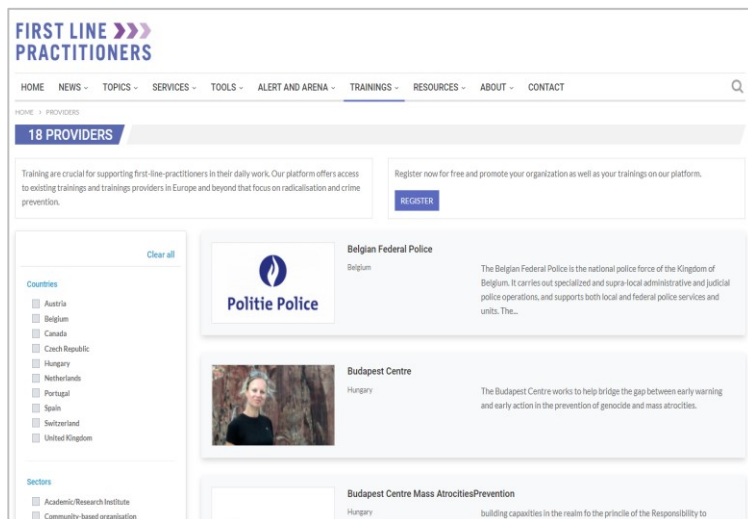 FIRST LINE
PRACTITIONERS
HOME NEWS TOPICS SERVICES TOOLS ALERT AND ARENA TRAININGS RESOURCES ABOUT CONTACT
HOME > PROVIDERS
18 PROVIDERS
Training are crucial for supporting first-line-practitioners in their daily work. Our platform offers access
to existing trainings and trainings providers in Europe and beyond that focus on radicalisation and crime
prevention.
Register now for free and promote your organization as well as your trainings on our platform.
REGISTER
Clear all
Countries
Austria
Belgium
Canada
Czech Republic
Hungary
Netherlands
Portugal
Spain
Switzerland
United Kingdom
Sectors
Academic/Research Institute
Community-based organisation
Politie Police
Belgian Federal Police
Belgium
The Belgian Federal Police is the national police force of the Kingdom of
Belgium. It carries out specialized and supra-local administrative and judicial
police operations, and supports both local and federal police services and
units. The...
Budapest Centre
Hungary
The Budapest Centre works to help bridge the gap between early warning
and early action in the prevention of genocide and mass atrocities.
Budapest Centre Mass AtrocitiesPrevention
Hungary
building capaxities in the realm fo the princile of the Responsibility to